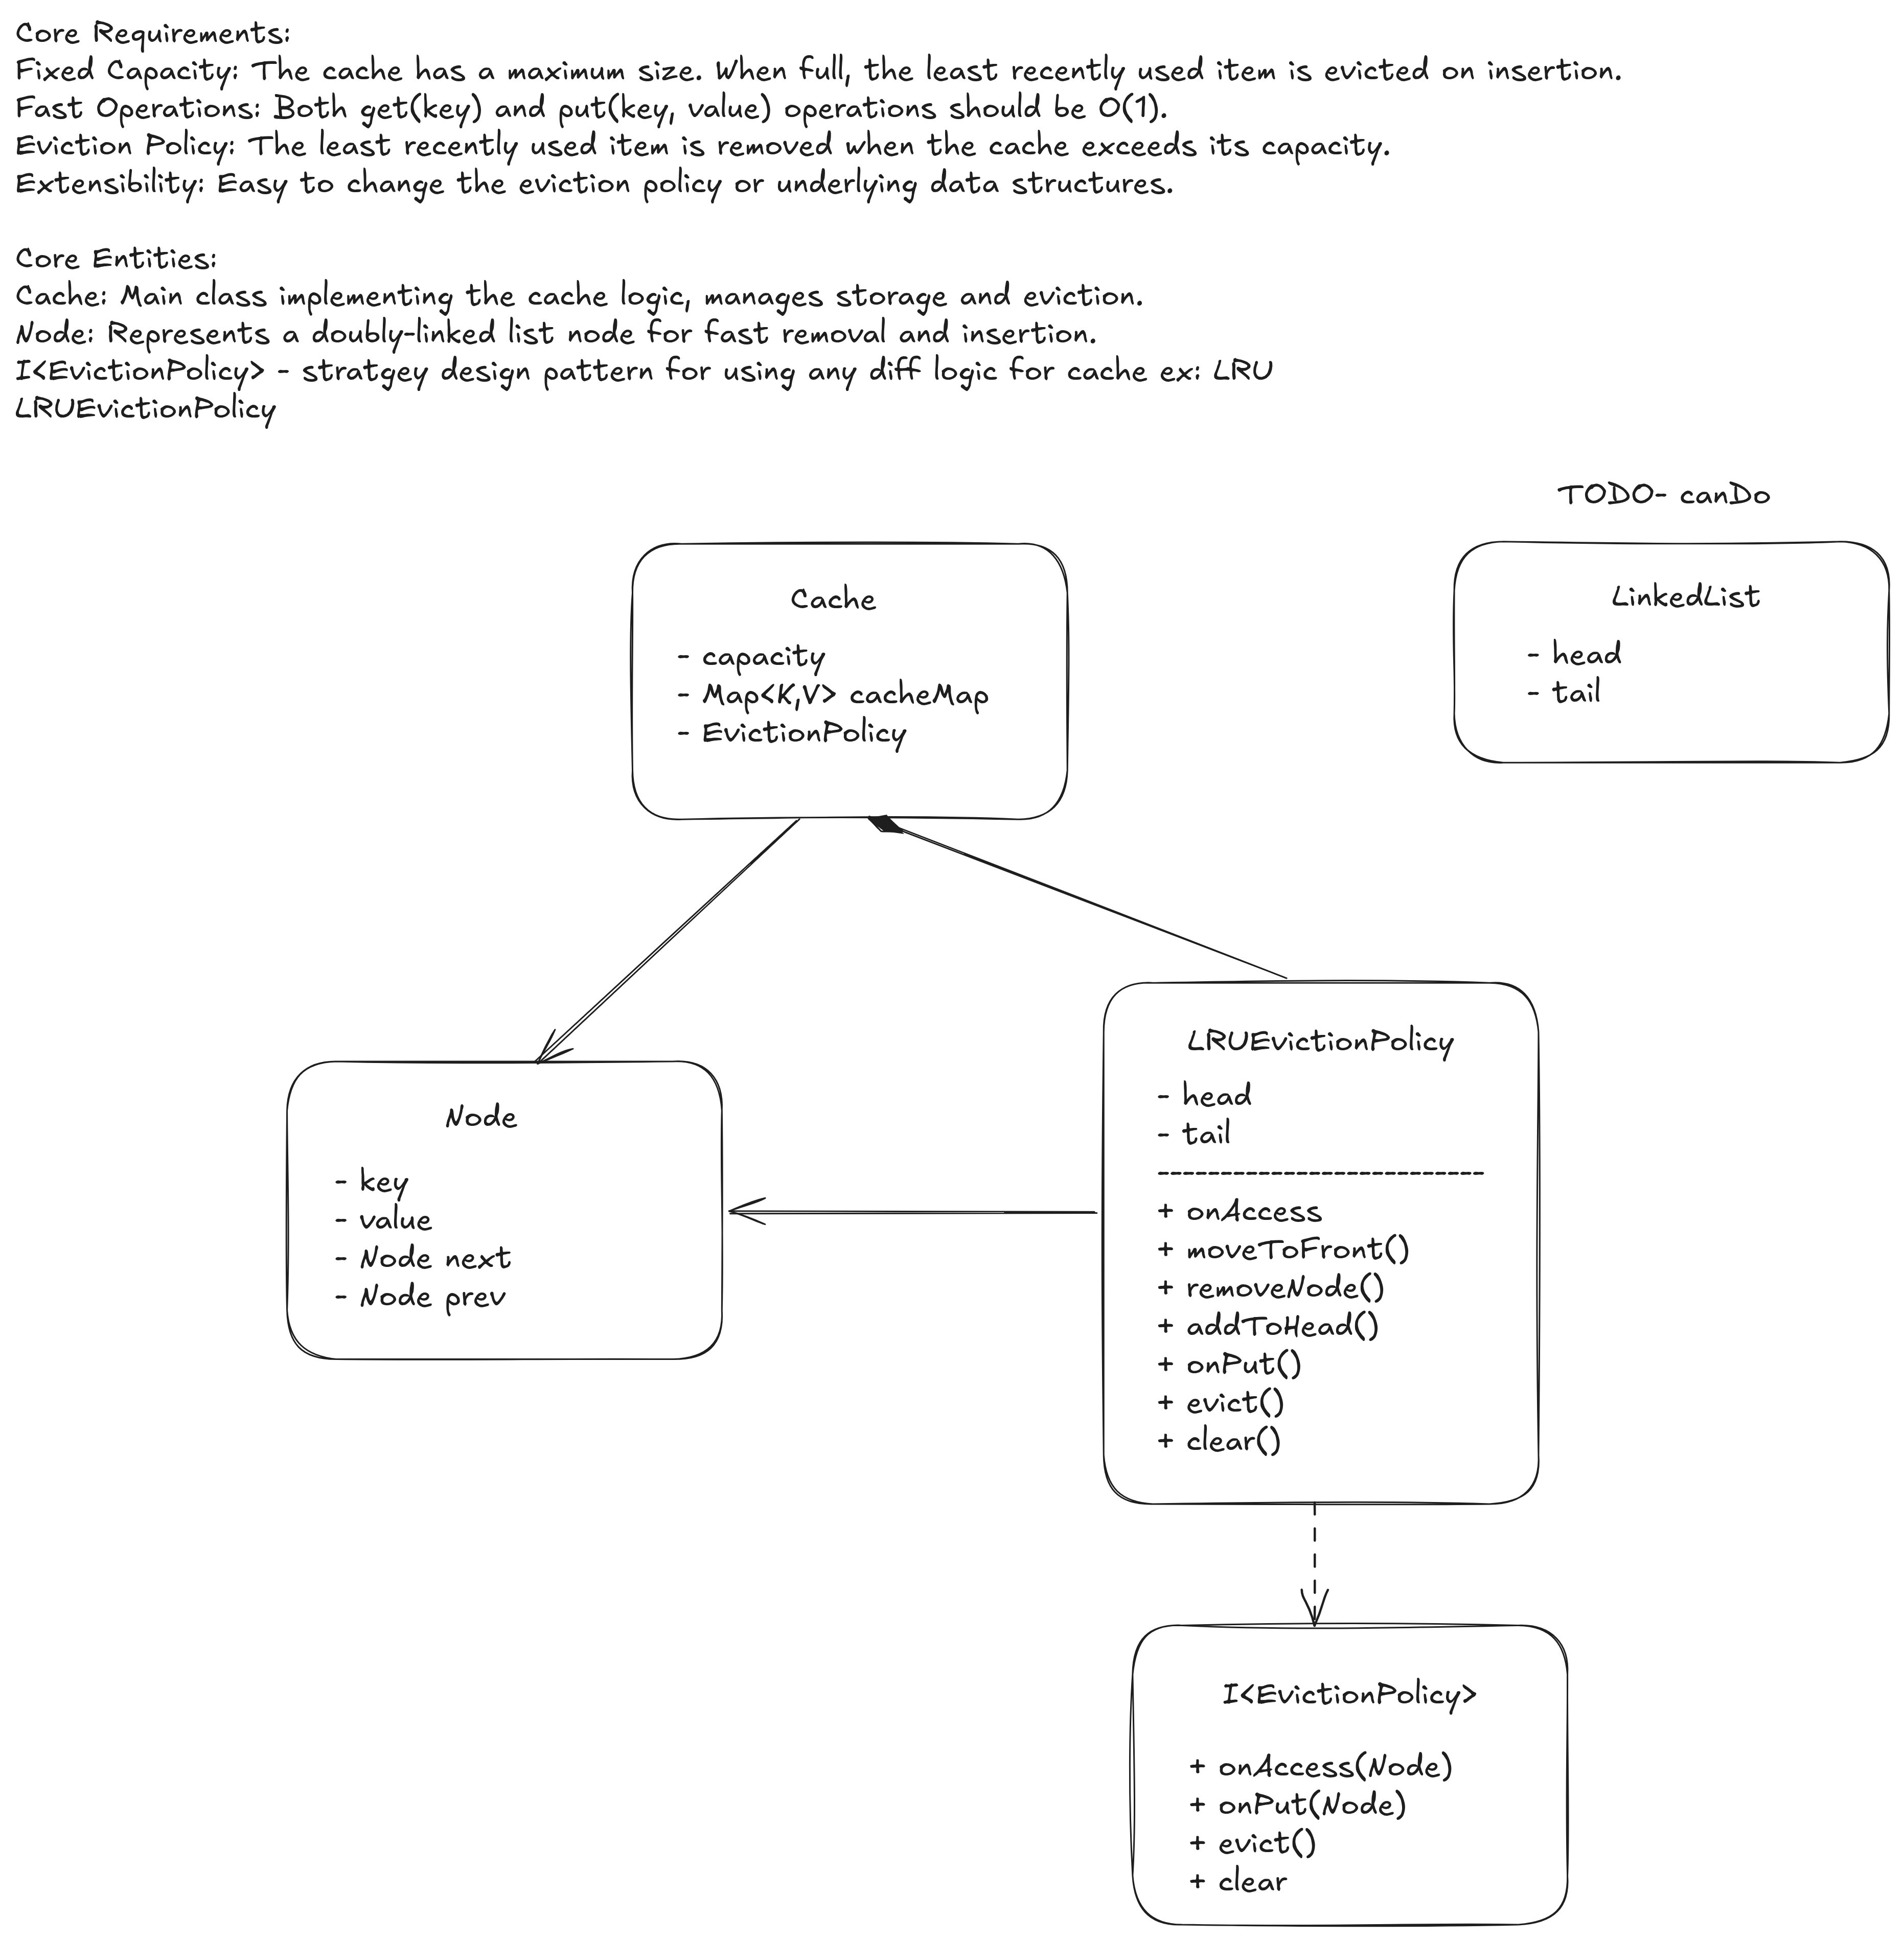 Core Requirements:
Fixed Capacity: The cache has a maximum size. When full, the least recently used item is evicted on insertion.
Fast Operations: Both get(key) and put(key, value) operations should be O(1).
Eviction Policy: The least recently used item is removed when the cache exceeds its capacity.
Extensibility: Easy to change the eviction policy or underlying data structures.
Core Entities:
Cache: Main class implementing the cache logic, manages storage and eviction.
Node: Represents a doubly-linked list node for fast removal and insertion.
I<EvictionPolicy> - stratgey design pattern for using any diff logic for cache ex: LRU
LRUEvictionPolicy
TODO- canDo
Cache
- capacity
- Map<K,V> cacheMap
- EvictionPolicy
LinkedList
- head
- tail
Node
- key
- value
- Node next
- Node prev
LRUEvictionPolicy
- head
- tail
--------------------------
+ onAccess
+ moveToFront()
+ removeNode()
+ addToHead()
+ onPut()
+ evict()
+ clear()
I<EvictionPolicy>
+ onAccess(Node)
+ onPut(Node)
+ evict()
+ clear